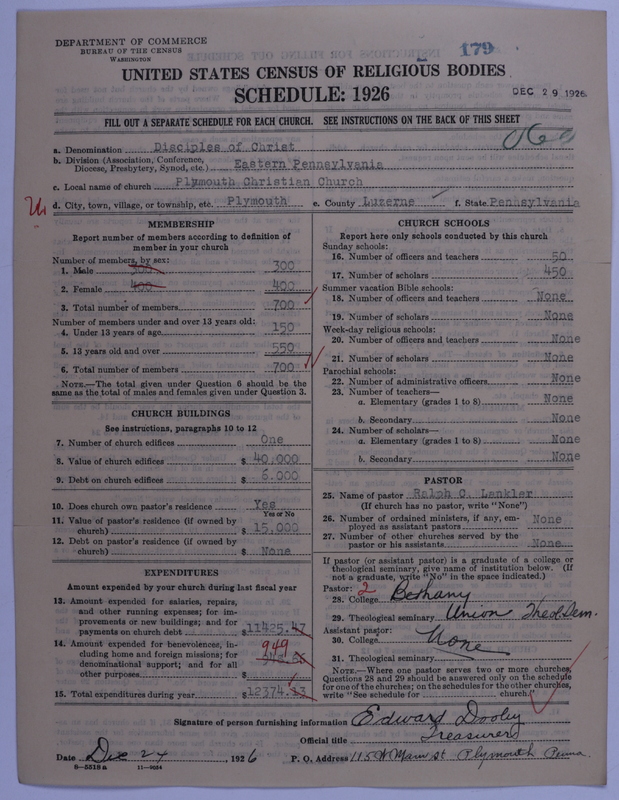 179
DEPARTMENT OF COMMERCE
BUREAU OF THE CENSUS
WASHINGTON
UNITED STATES CENSUS OF RELIGIOUS BODIES
SCHEDULE: 1926
DEC 29 1926
FILL OUT A SEPARATE SCHEDULE FOR EACH CHURCH. SEE INSTRUCTIONS ON THE BACK OF THIS SHEET
a. Denomination Disciples of Christ
b. Division (Association, Conference, Diocese, Presbytery, Synod, etc.) Eastern Pennsylvania
c. Local name of church Plymouth Christian Church
d. City, town, village, or township, etc. Plymouth e. County Luzerne f. State Pennsylvania
MEMBERSHIP
Report number of members according to definition of
member in your church
Number of members, by sex:
1. Male 300 300
2. Female 400 400
3. Total number of members 700
Number of members under and over 13 years old:
4. Under 13 years of age 150
5. 13 years old and over 550
6. Total number of members 700
NOTE.—The total given under Question 6 should be the
same as the total of males and females given under Question 3.
CHURCH BUILDINGS
See instructions, paragraphs 10 to 12
7. Number of church edifices One
8. Value of church edifices $ 40,000
9. Debt on church edifices $ 6.000
10. Does church own pastor's residence Yes
Yes or No
11. Value of pastor's residence (if owned by
church) $ 15.000
12. Debt on pastor's residence (if owned by
church) $ None
EXPENDITURES
Amount expended by your church during last fiscal year
13. Amount expended for salaries, repairs,
and other running expenses; for im-
provements or new buildings; and for
payments on church debt $ 11425.47
14. Amount expended for benevolences, in-
cluding home and foreign missions; for
denominational support; and for all
other purposes $
949
15. Total expenditures during year $ 12374.13
CHURCH SCHOOLS
Report here only schools conducted by this church
Sunday schools:
16. Number of officers and teachers 50
17. Number of scholars 450
Summer vacation Bible schools:
18. Number of officers and teachers None
19. Number of scholars None
Week-day religious schools:
20. Number of officers and teachers None
21. Number of scholars None
Parochial schools:
22. Number of administrative officers None
23. Number of teachers—
a. Elementary (grades 1 to 8) None
b. Secondary None
24. Number of scholars—
a. Elementary (grades 1 to 8) None
b. Secondary None
PASTOR
25. Name of pastor Ralph C. Lankler
(If church has no pastor, write "None")
26. Number of ordained ministers, if any, em-
ployed as assistant pastors None
27. Number of other churches served by the
pastor or his assistants None
If pastor (or assistant pastor) is a graduate of a college or
theological seminary, give name of institution below. (If
not a graduate, write "No" in the space indicated.)
Pastor: 2
28. College Bethany
29. Theological seminary Union Theo Sem.
Assistant pastor:
30. College None
31. Theological seminary
NOTE.—Where one pastor serves two or more churches,
Questions 28 and 29 should be answered only on the schedule
for one of the churches; on the schedules for the other churches,
write "See schedule for church."
Signature of person furnishing information Edward Dooley
Official title Treasurer
Date Dec 24, 1926 P. O. Address 115 W Main St Plymouth Penna.
8-5518a 11-9054